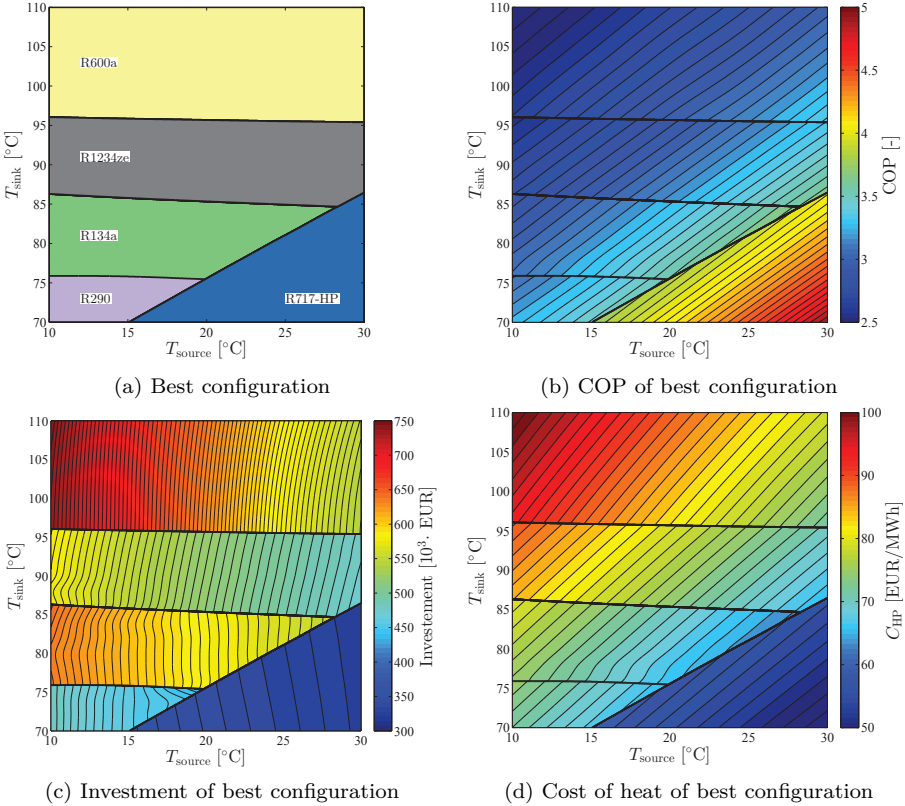 110
105
100
95
90
85
80
75
70
T_sink [°C]
R600a
R1234ze
R134a
R290
R717-HP
10 15 20 25 30
T_source [°C]
(a) Best configuration
110
105
100
95
90
85
80
75
70
T_sink [°C]
10 15 20 25 30
T_source [°C]
5
4.5
4
3.5
3
2.5
COP [-]
(b) COP of best configuration
110
105
100
95
90
85
80
75
70
T_sink [°C]
10 15 20 25 30
T_source [°C]
750
700
650
600
550
500
450
400
350
300
Investement [10³· EUR]
(c) Investment of best configuration
110
105
100
95
90
85
80
75
70
T_sink [°C]
10 15 20 25 30
T_source [°C]
100
90
80
70
60
50
C_HP [EUR/MWh]
(d) Cost of heat of best configuration